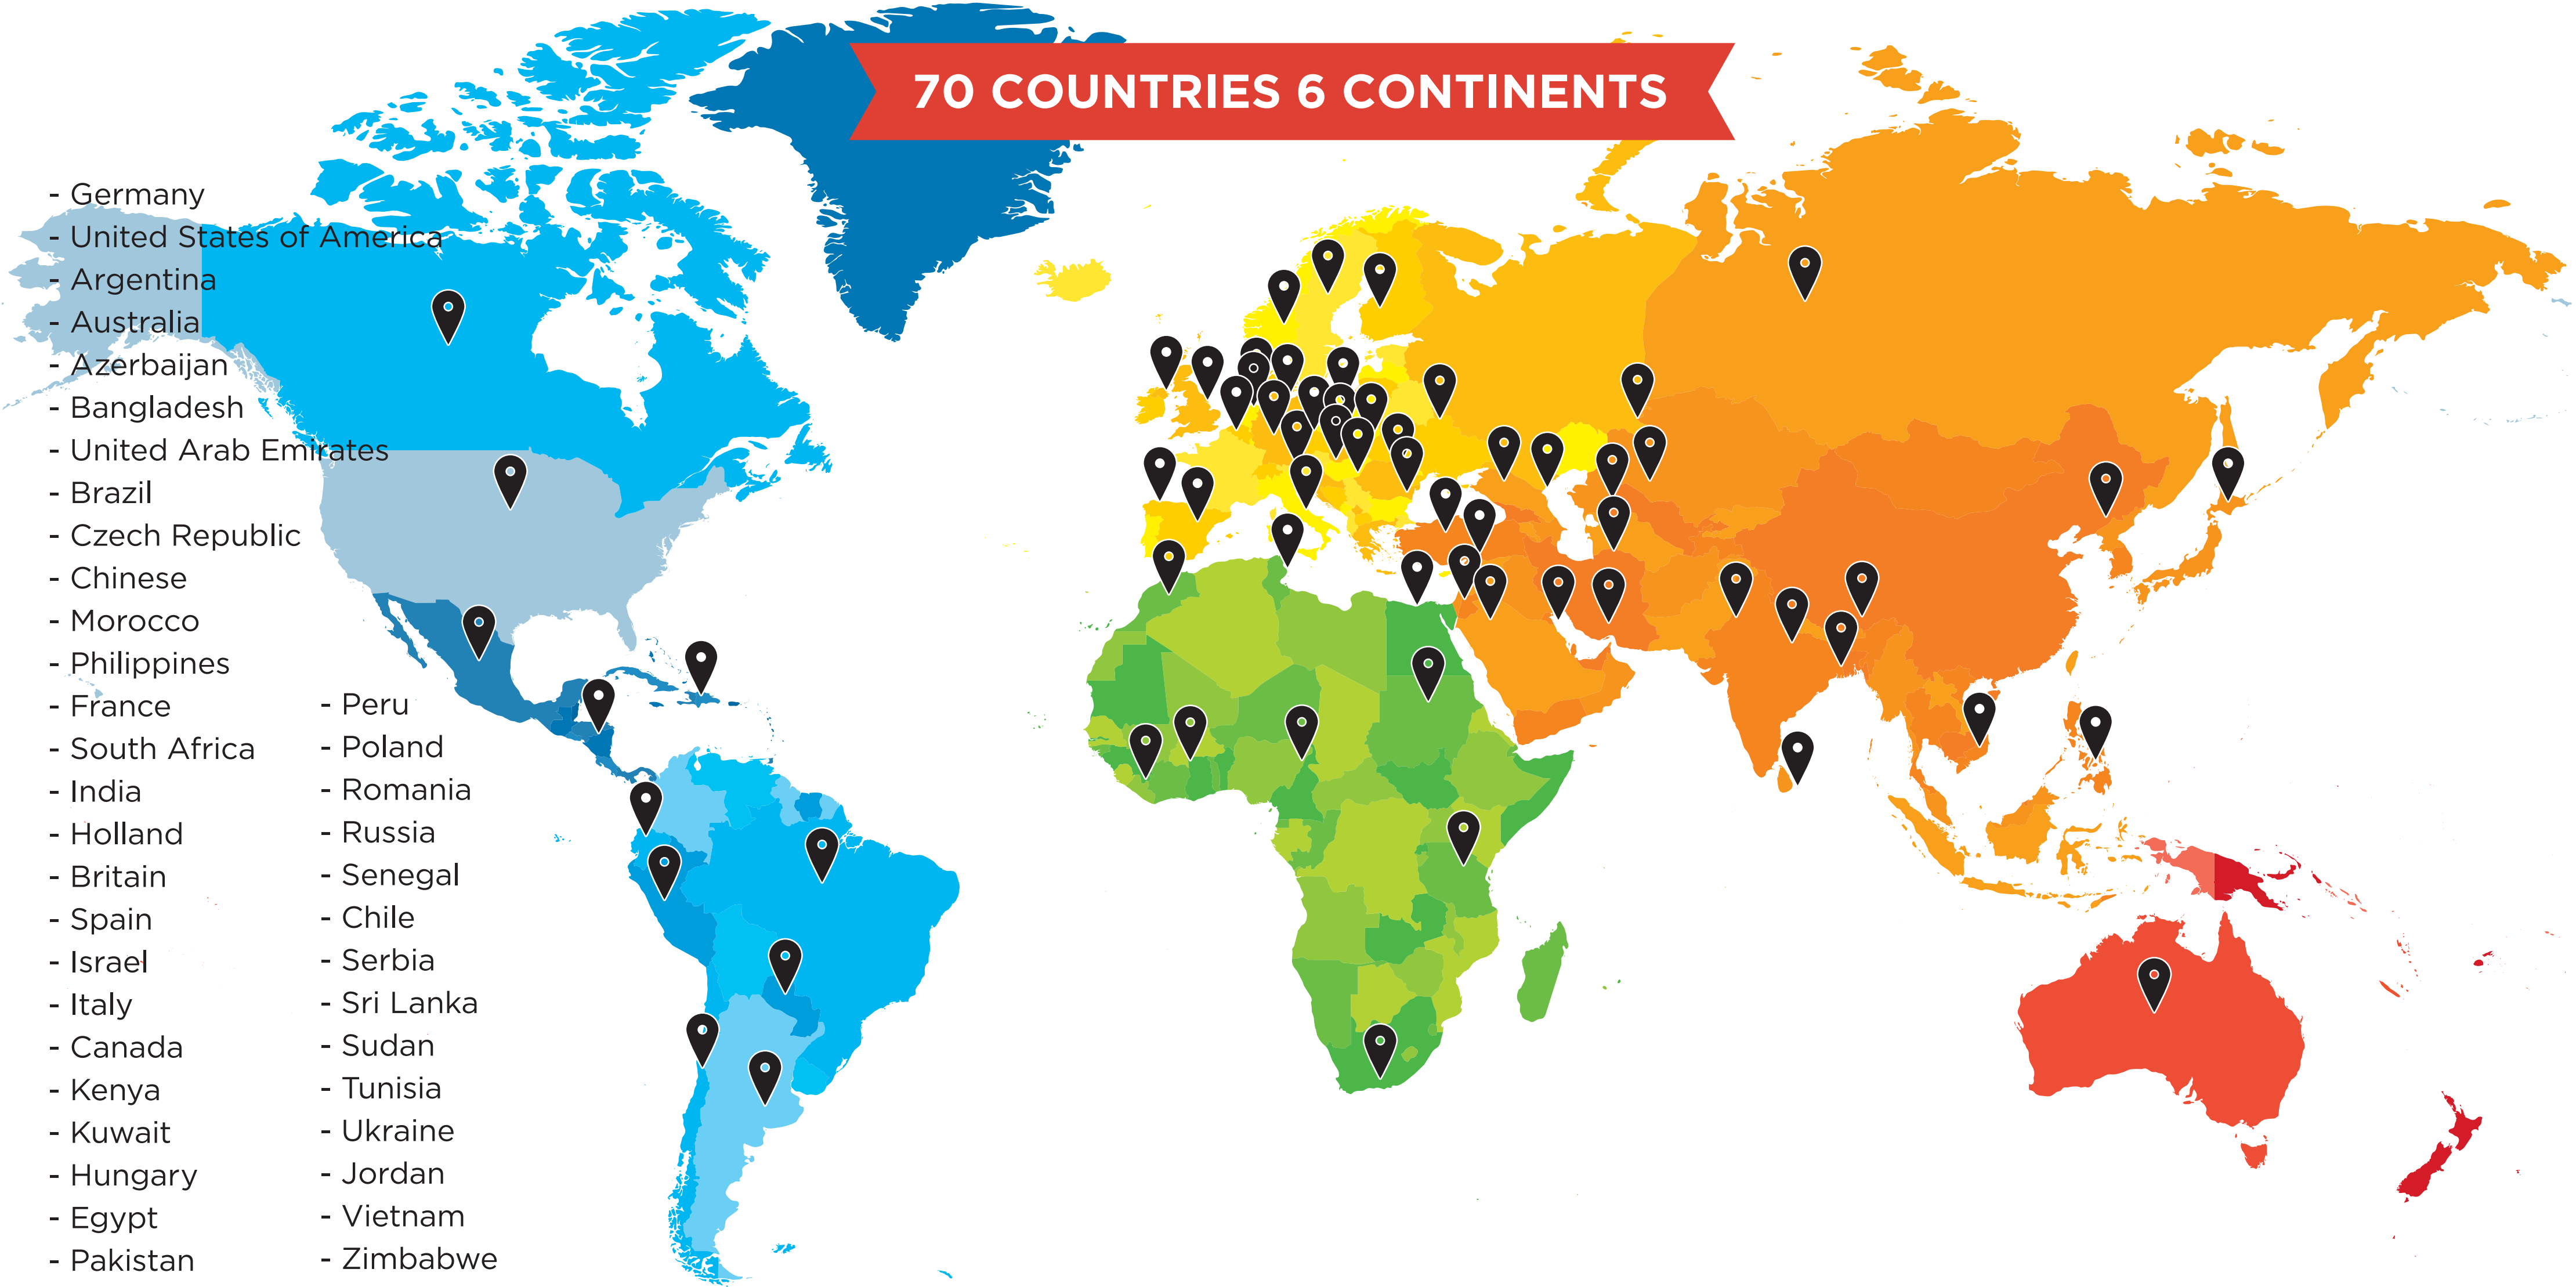 70 COUNTRIES 6 CONTINENTS
- Germany
- United States of America
- Argentina
- Australia
- Azerbaijan
- Bangladesh
- United Arab Emirates
- Brazil
- Czech Republic
- Chinese
- Morocco
- Philippines
- France
- South Africa
- India
- Holland
- Britain
- Spain
- Israel
- Italy
- Canada
- Kenya
- Kuwait
- Hungary
- Egypt
- Pakistan
- Peru
- Poland
- Romania
- Russia
- Senegal
- Chile
- Serbia
- Sri Lanka
- Sudan
- Tunisia
- Ukraine
- Jordan
- Vietnam
- Zimbabwe